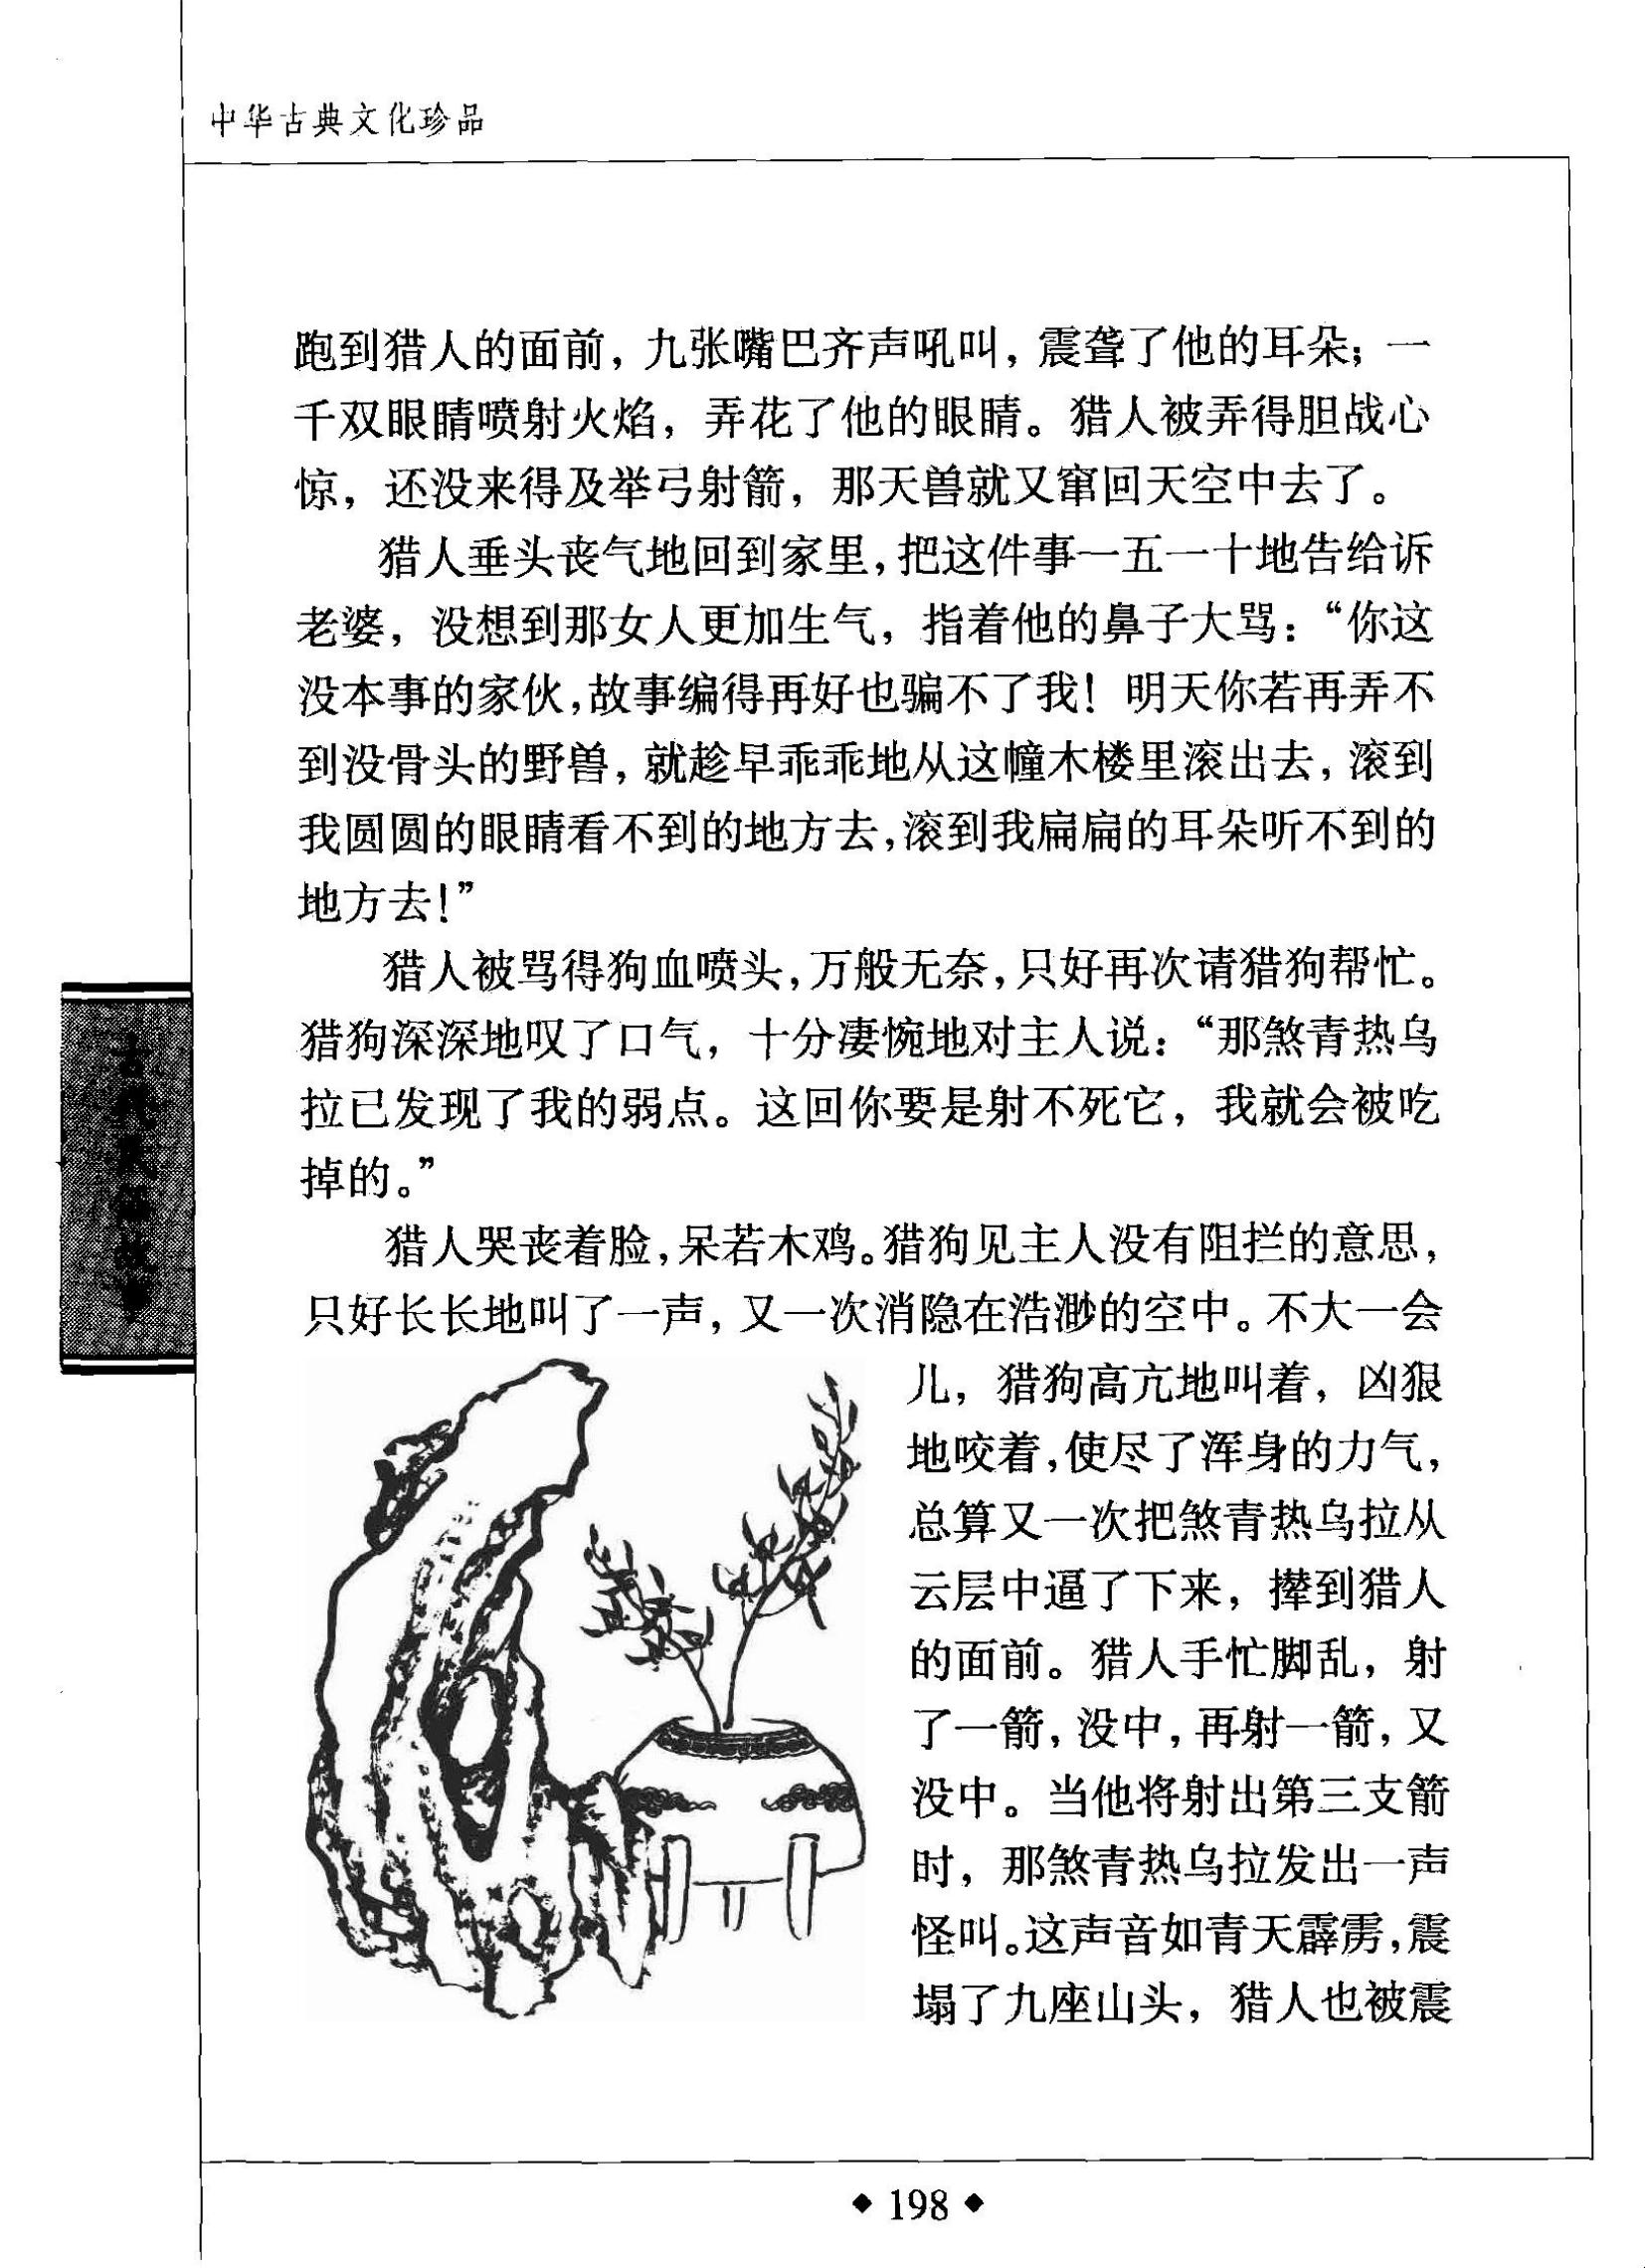 中华古典文化珍品
跑到猎人的面前，九张嘴巴齐声吼叫，震聋了他的耳朵；一
千双眼睛喷射火焰，弄花了他的眼睛。猎人被弄得胆战心
惊，还没来得及举弓射箭，那天兽就又窜回天空中去了。
猎人垂头丧气地回到家里，把这件事一五一十地告给诉
老婆，没想到那女人更加生气，指着他的鼻子大骂：“你这
没本事的家伙，故事编得再好也骗不了我！明天你若再弄不
到没骨头的野兽，就趁早乖乖地从这幢木楼里滚出去，滚到
我圆圆的眼睛看不到的地方去，滚到我扁扁的耳朵听不到的
地方去！”
猎人被骂得狗血喷头，万般无奈，只好再次请猎狗帮忙。
猎狗深深地叹了口气，十分凄惋地对主人说：“那煞青热乌
拉已发现了我的弱点。这回你要是射不死它，我就会被吃
掉的。”
猎人哭丧着脸，呆若木鸡。猎狗见主人没有阻拦的意思，
只好长长地叫了一声，又一次消隐在浩渺的空中。不大一会
儿，猎狗高亢地叫着，凶狠
地咬着，使尽了浑身的力气，
总算又一次把煞青热乌拉从
云层中逼了下来，撵到猎人
的面前。猎人手忙脚乱，射
了一箭，没中，再射一箭，又
没中。当他将射出第三支箭
时，那煞青热乌拉发出一声
怪叫。这声音如青天霹雳，震
塌了九座山头，猎人也被震
古代民俗故事
◆ 198 ◆